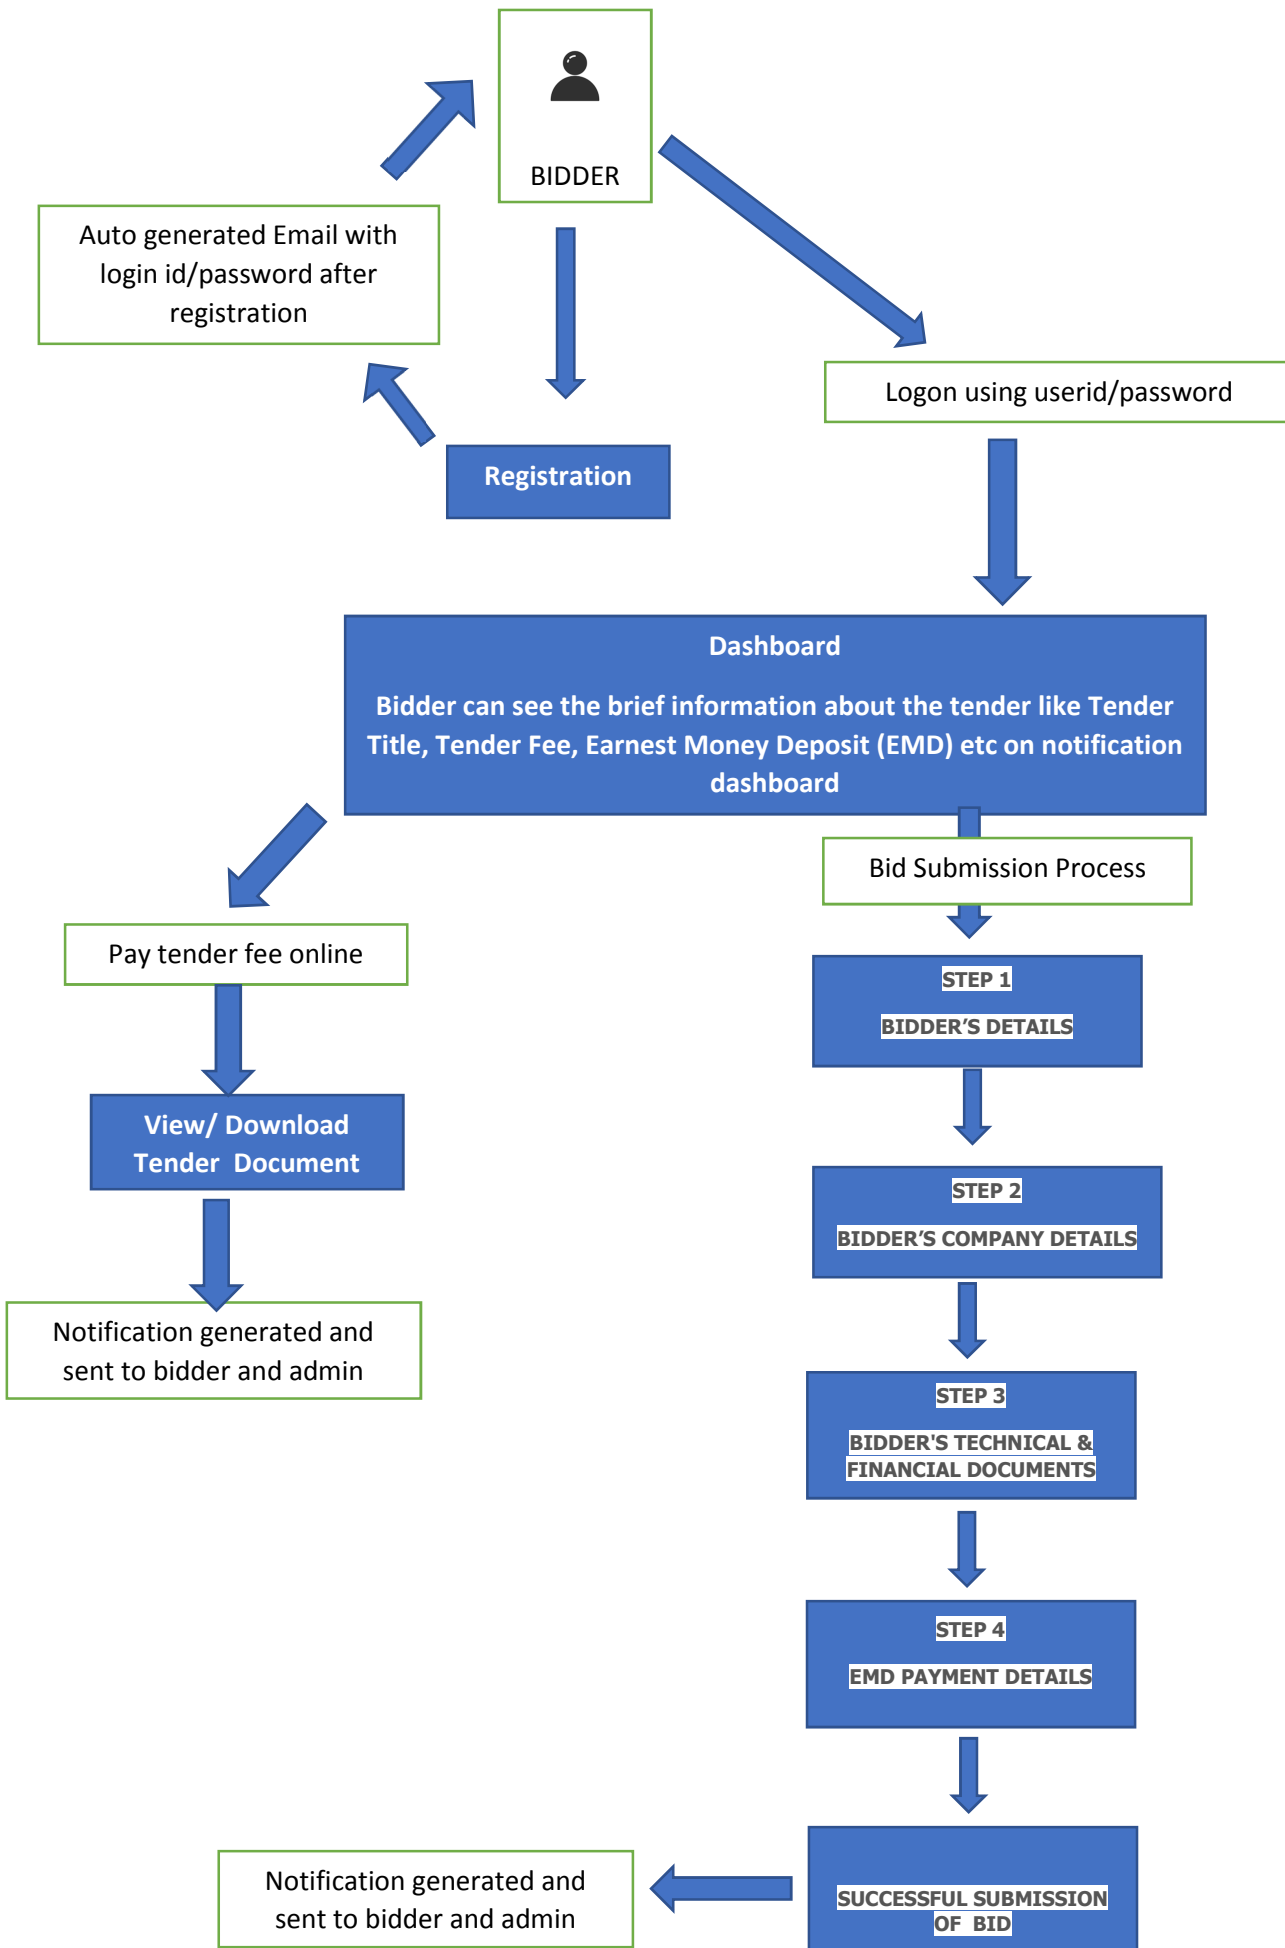 BIDDER
Auto generated Email with
login id/password after
registration
Logon using userid/password
Registration
Dashboard
Bidder can see the brief information about the tender like Tender
Title, Tender Fee, Earnest Money Deposit (EMD) etc on notification
dashboard
Bid Submission Process
Pay tender fee online
STEP 1
BIDDER’S DETAILS
View/ Download
Tender  Document
STEP 2
BIDDER’S COMPANY DETAILS
Notification generated and
sent to bidder and admin
STEP 3
BIDDER'S TECHNICAL &
FINANCIAL DOCUMENTS
STEP 4
EMD PAYMENT DETAILS
Notification generated and
sent to bidder and admin
SUCCESSFUL SUBMISSION
OF  BID